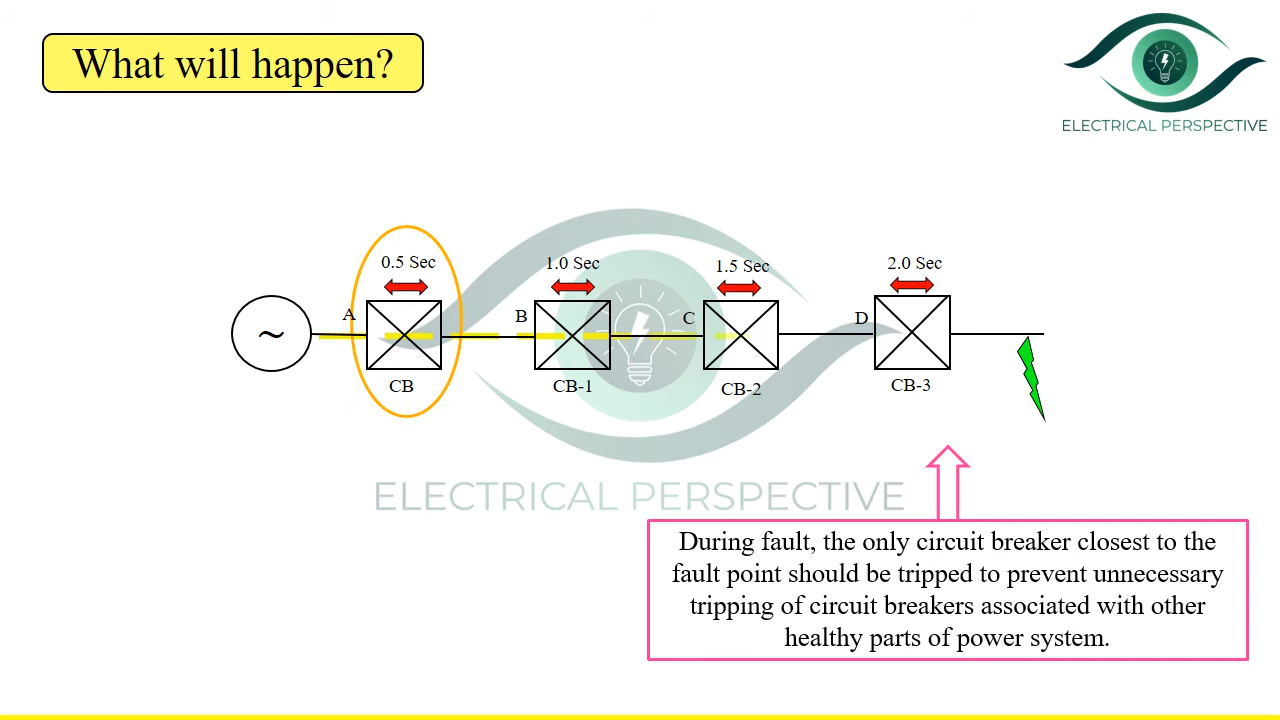 What will happen?
ELECTRICAL PERSPECTIVE
0.5 Sec
1.0 Sec
1.5 Sec
2.0 Sec
A
B
C
D
~
CB
CB-1
CB-2
CB-3
ELECTRICAL PERSPECTIVE
During fault, the only circuit breaker closest to the
fault point should be tripped to prevent unnecessary
tripping of circuit breakers associated with other
healthy parts of power system.